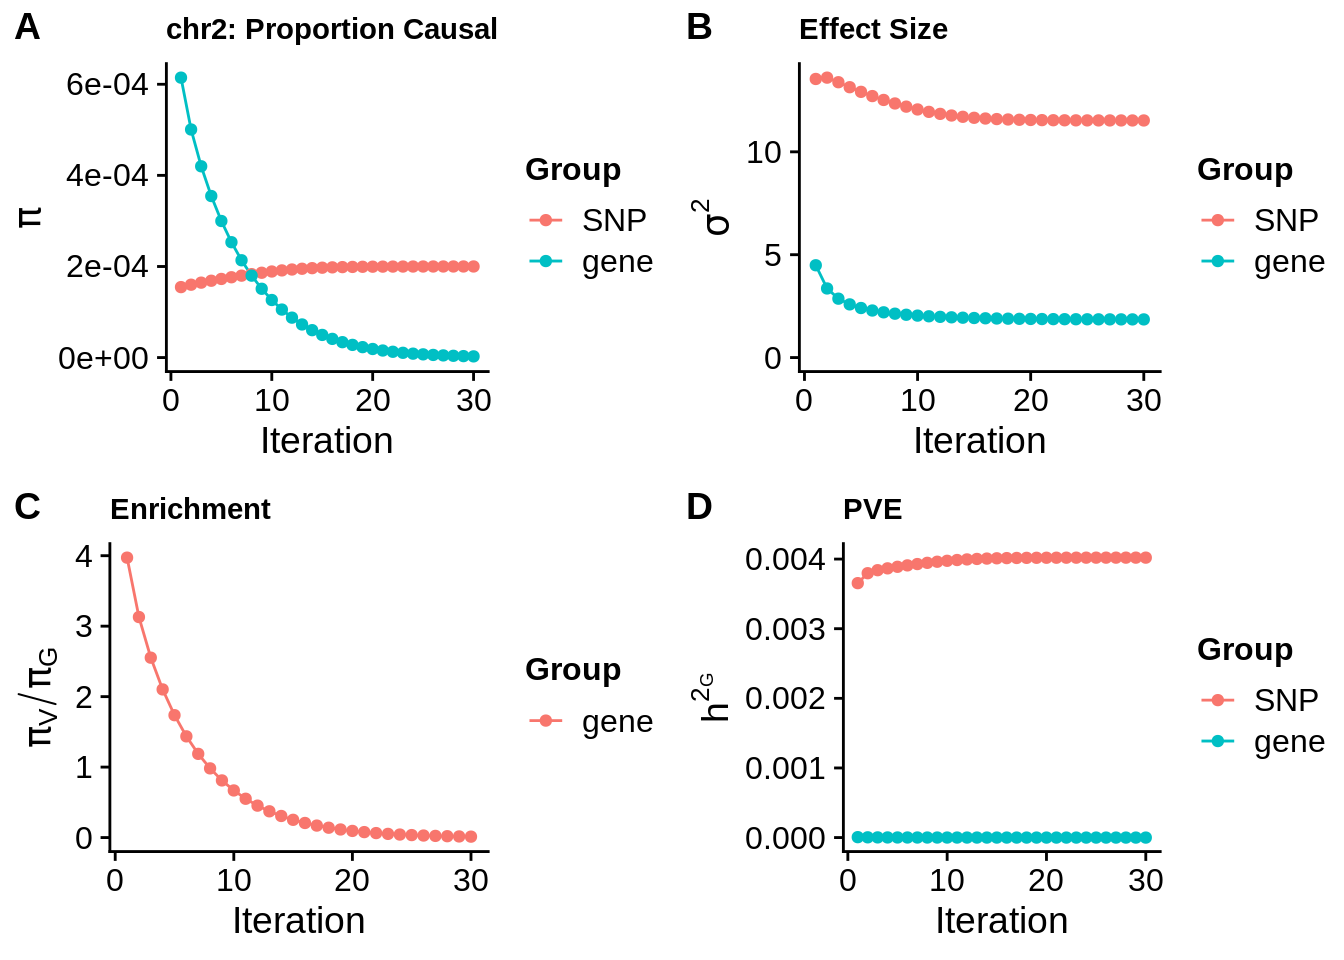 A
chr2: Proportion Causal
6e-04
4e-04
2e-04
0e+00
π
0 10 20 30
Iteration
Group
SNP
gene
B
Effect Size
10
5
0
σ²
0 10 20 30
Iteration
Group
SNP
gene
C
Enrichment
4
3
2
1
0
πV/πG
0 10 20 30
Iteration
Group
gene
D
PVE
0.004
0.003
0.002
0.001
0.000
h2G
0 10 20 30
Iteration
Group
SNP
gene